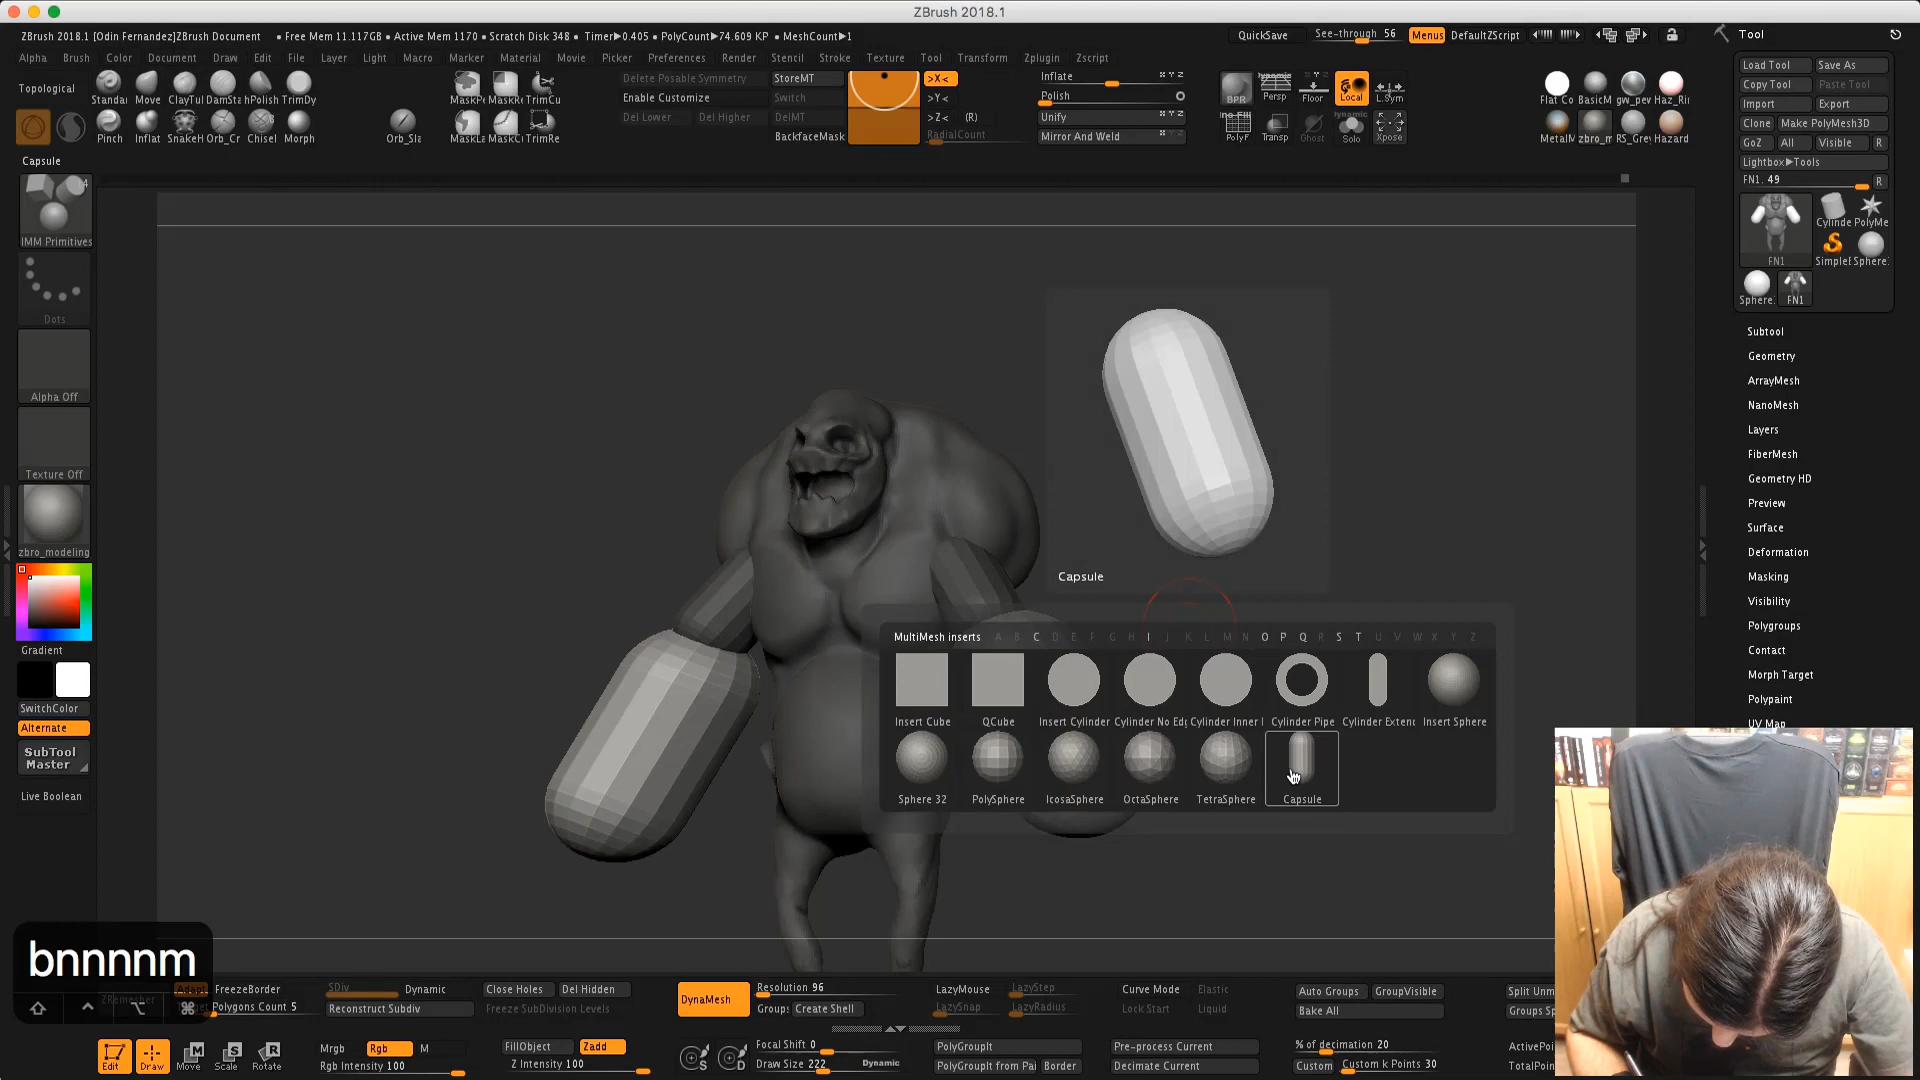 ZBrush 2018.1
ZBrush 2018.1 [Odin Fernandez]ZBrush Document • Free Mem 11.117GB • Active Mem 1170 • Scratch Disk 348 • Timer▶0.405 • PolyCount▶74.609 KP • MeshCount▶1
QuickSave See-through 56 Menus DefaultZScript
Tool
Alpha Brush Color Document Draw Edit File Layer Light Macro Marker Material Movie Picker Preferences Render Stencil Stroke Texture Tool Transform Zplugin Zscript
Load Tool Save As
Copy Tool Paste Tool
Import Export
Clone Make PolyMesh3D
GoZ All Visible R
Lightbox▶Tools
FN1. 49 R
Topological
Standa Move ClayTul DamSta hPolish TrimDy
Pinch Inflat SnakeH Orb_Cr Chisel Morph
Orb_Sla
MaskPe MaskRe TrimCu
MaskLa MaskCi TrimRe
Delete Posable Symmetry StoreMT
Enable Customize Switch
Del Lower Del Higher DelMT
BackfaceMask
>X<
>Y<
>Z< (R)
RadialCount
Inflate X Y Z
Polish
Unify
Mirror And Weld X Y Z
BPR Persp Floor Local L.Sym
PolyF Transp Ghost Solo Xpose
Dynamic
Line Fill
Flat Co BasicM gw_pev Haz_Rin
MetalM zbro_m RS_Gre Hazard
Capsule
14
IMM Primitives
Dots
Alpha Off
Texture Off
zbro_modeling
Gradient
SwitchColor
Alternate
SubTool
Master
Live Boolean
Cylinde PolyMe
FN1 SimpleB Sphere:
Sphere. FN1
Subtool
Geometry
ArrayMesh
NanoMesh
Layers
FiberMesh
Geometry HD
Preview
Surface
Deformation
Masking
Visibility
Polygroups
Contact
Morph Target
Polypaint
UV Map
Capsule
MultiMesh inserts A B C D E F G H I J K L M N O P Q R S T U V W X Y Z
Insert Cube QCube Insert Cylinder Cylinder No Edg Cylinder Inner I Cylinder Pipe Cylinder Extend Insert Sphere
Sphere 32 PolySphere IcosaSphere OctaSphere TetraSphere Capsule
bnnnnm
ZRemesher Adapt FreezeBorder
Target Polygons Count 5
SDiv Dynamic
Reconstruct Subdiv
Close Holes Del Hidden
Freeze SubDivision Levels
DynaMesh
Resolution 96
Groups Create Shell
LazyMouse LazyStep
LazySnap LazyRadius
Curve Mode Elastic
Lock Start Liquid
Auto Groups GroupVisible
Bake All
Split Unm
Groups Sp
Edit Draw Move Scale Rotate
Mrgb Rgb M
Rgb Intensity 100
FillObject Zadd
Z Intensity 100
S D
Focal Shift 0
Draw Size 222 Dynamic
PolyGroupIt
PolyGroupIt from Pai Border
Pre-process Current
Decimate Current
% of decimation 20
Custom Custom k Points 30
ActivePoi
TotalPoin